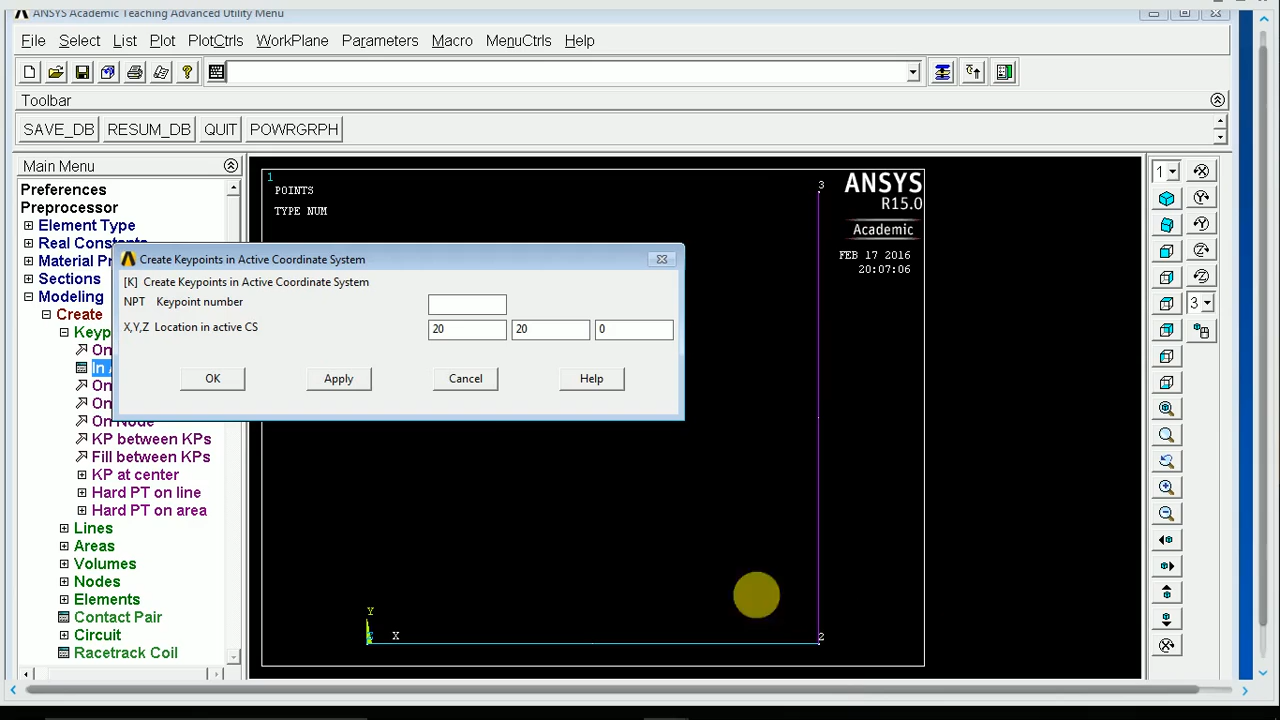 ANSYS Academic Teaching Advanced Utility Menu
File Select List Plot PlotCtrls WorkPlane Parameters Macro MenuCtrls Help
Toolbar
SAVE_DB RESUM_DB QUIT POWRGRPH
Main Menu
Preferences
Preprocessor
Element Type
Real Constants
Material Pr
Sections
Modeling
Create
Keyp
On
In
On
On
On Node
KP between KPs
Fill between KPs
KP at center
Hard PT on line
Hard PT on area
Lines
Areas
Volumes
Nodes
Elements
Contact Pair
Circuit
Racetrack Coil
Create Keypoints in Active Coordinate System
[K] Create Keypoints in Active Coordinate System
NPT Keypoint number
X,Y,Z Location in active CS 20 20 0
OK Apply Cancel Help
1
POINTS
TYPE NUM
3
ANSYS
R15.0
Academic
FEB 17 2016
20:07:06
Y
X
2
1
3